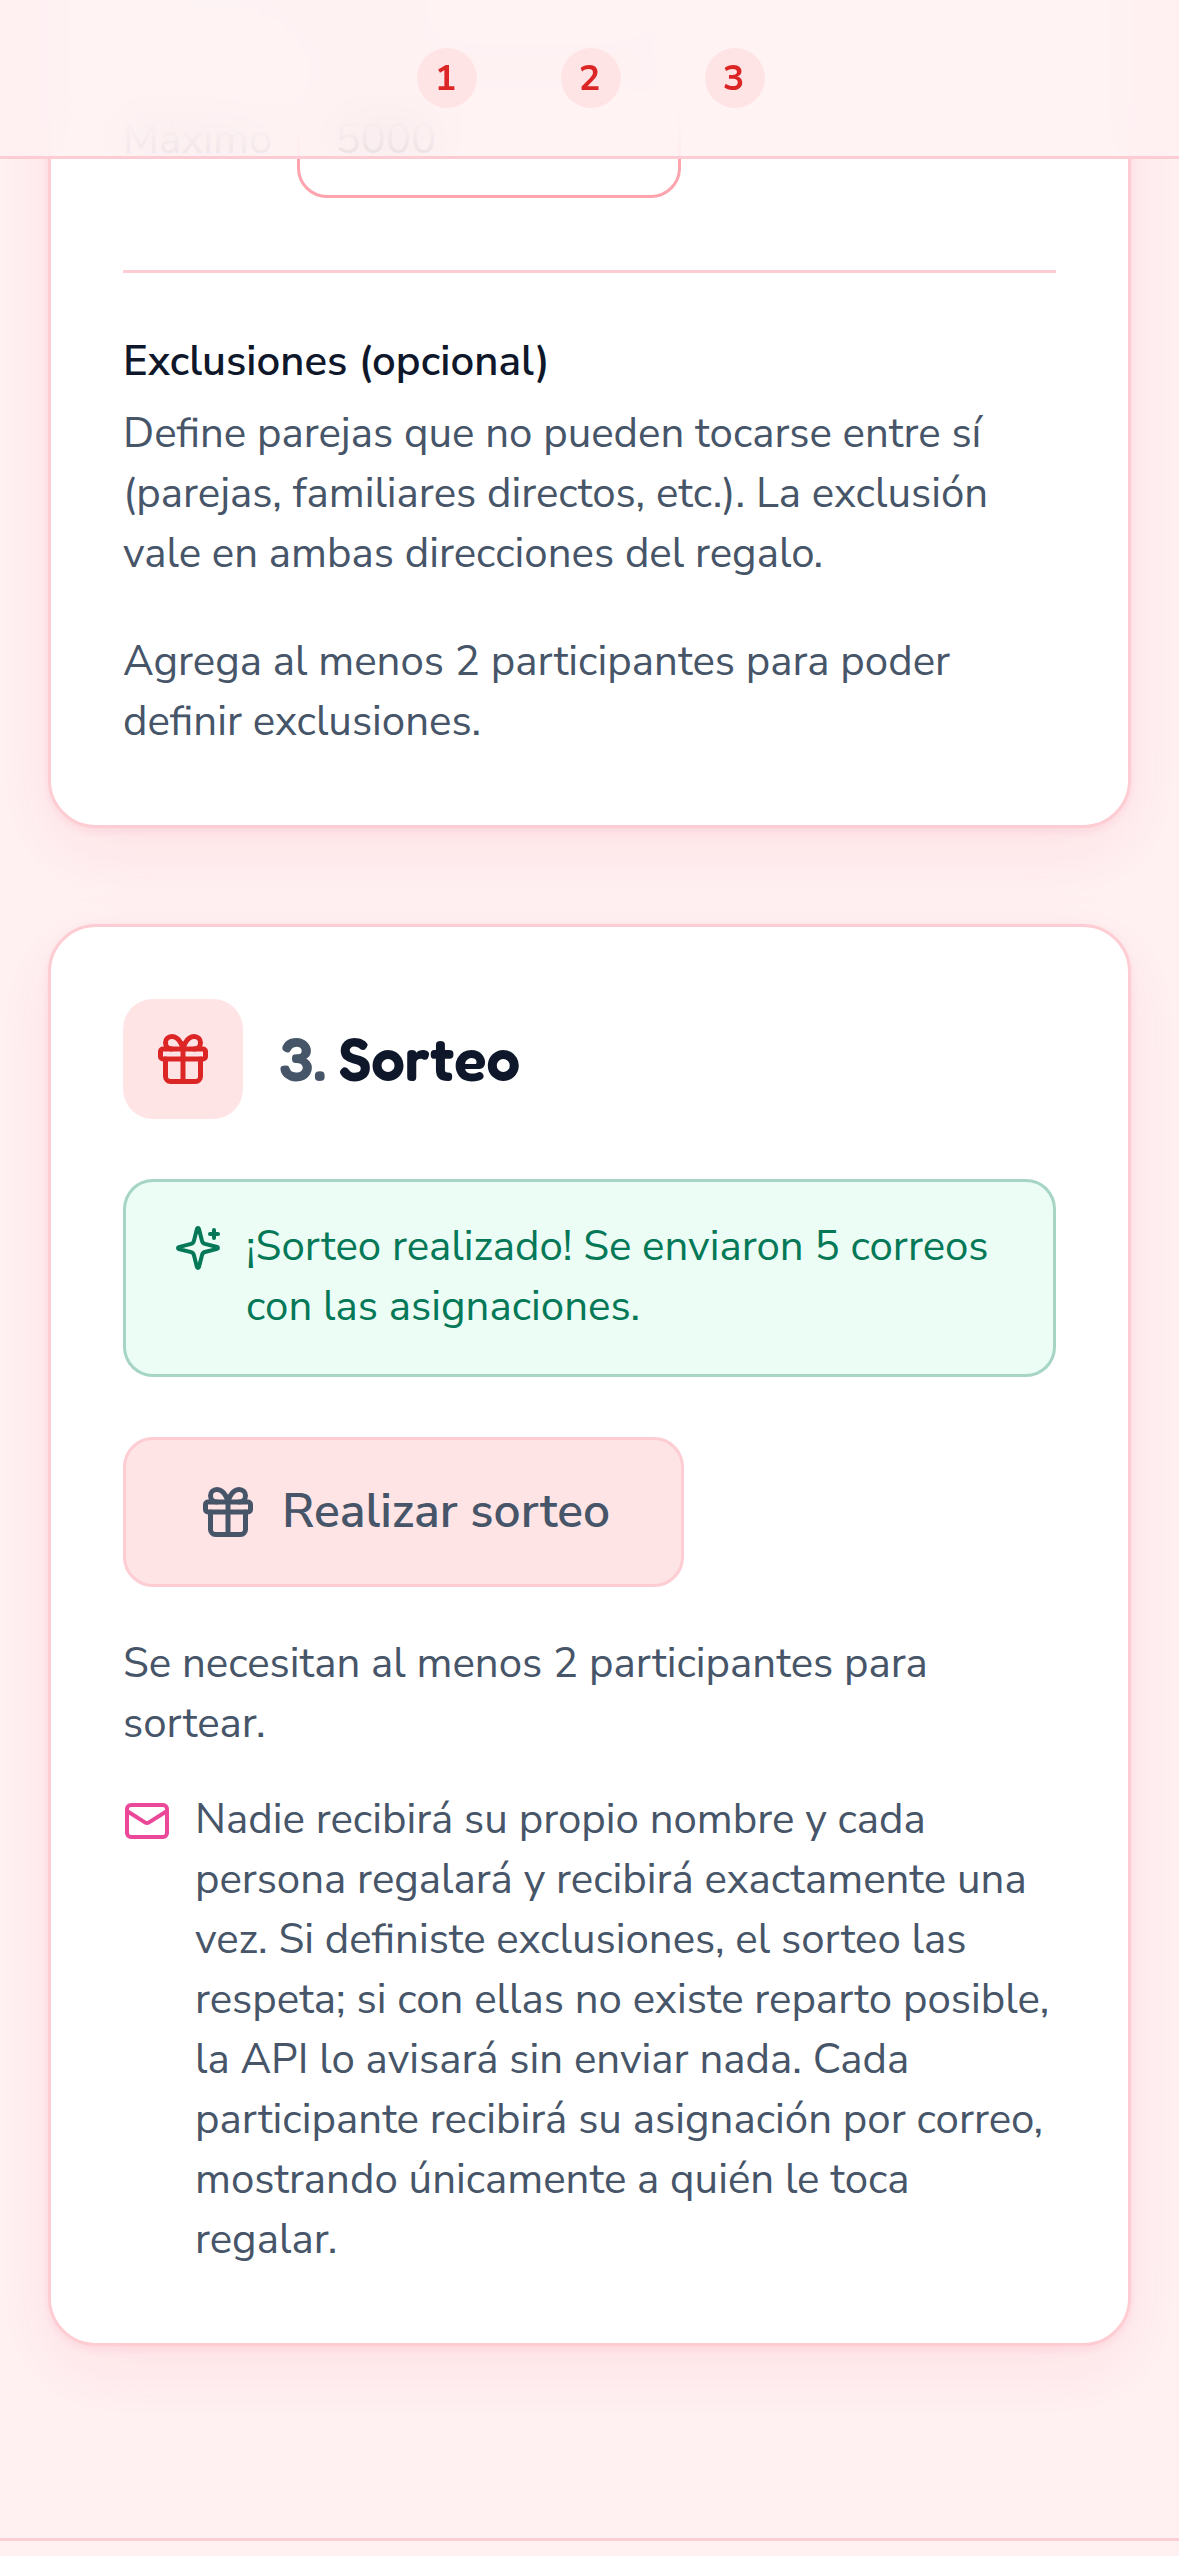 1 2 3
Máximo 5000
Exclusiones (opcional)
Define parejas que no pueden tocarse entre sí
(parejas, familiares directos, etc.). La exclusión
vale en ambas direcciones del regalo.
Agrega al menos 2 participantes para poder
definir exclusiones.
3. Sorteo
¡Sorteo realizado! Se enviaron 5 correos
con las asignaciones.
Realizar sorteo
Se necesitan al menos 2 participantes para
sortear.
Nadie recibirá su propio nombre y cada
persona regalará y recibirá exactamente una
vez. Si definiste exclusiones, el sorteo las
respeta; si con ellas no existe reparto posible,
la API lo avisará sin enviar nada. Cada
participante recibirá su asignación por correo,
mostrando únicamente a quién le toca
regalar.